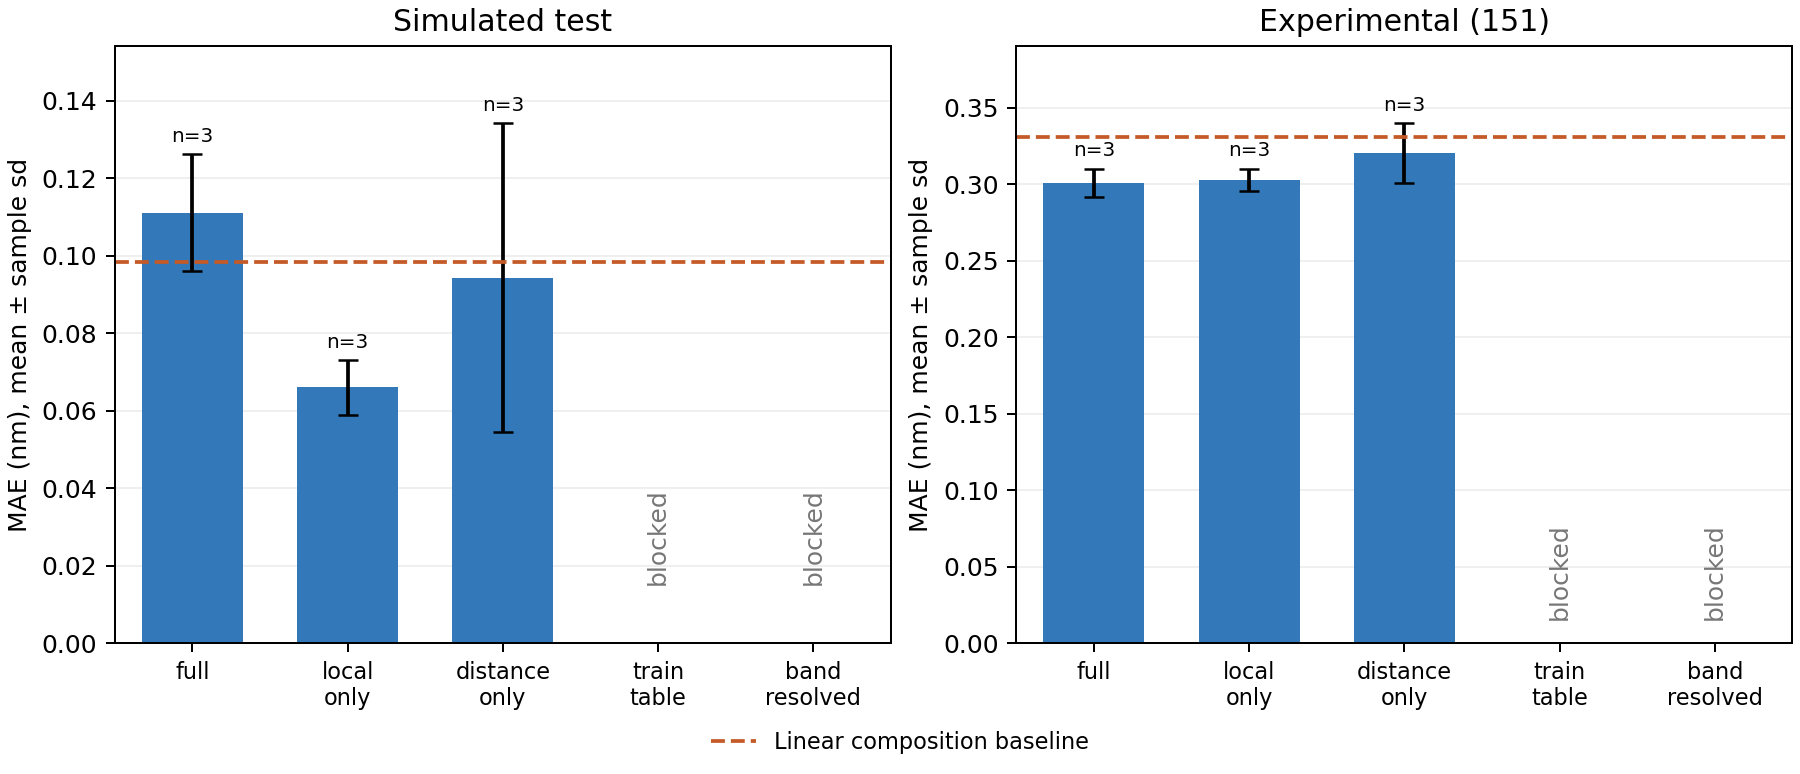 Simulated test
MAE (nm), mean ± sample sd
0.14
0.12
0.10
0.08
0.06
0.04
0.02
0.00
n=3
n=3
n=3
blocked
blocked
full
local
only
distance
only
train
table
band
resolved
Experimental (151)
MAE (nm), mean ± sample sd
0.35
0.30
0.25
0.20
0.15
0.10
0.05
0.00
n=3
n=3
n=3
blocked
blocked
full
local
only
distance
only
train
table
band
resolved
Linear composition baseline